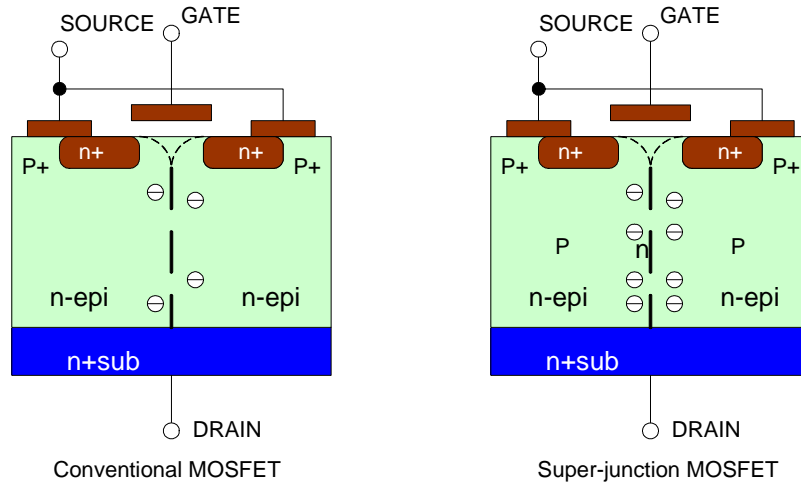 SOURCE
GATE
n+
n+
P+
P+
n-epi
n-epi
n+sub
DRAIN
Conventional MOSFET
SOURCE
GATE
n+
n+
P+
P+
P
n
P
n-epi
n-epi
n+sub
DRAIN
Super-junction MOSFET